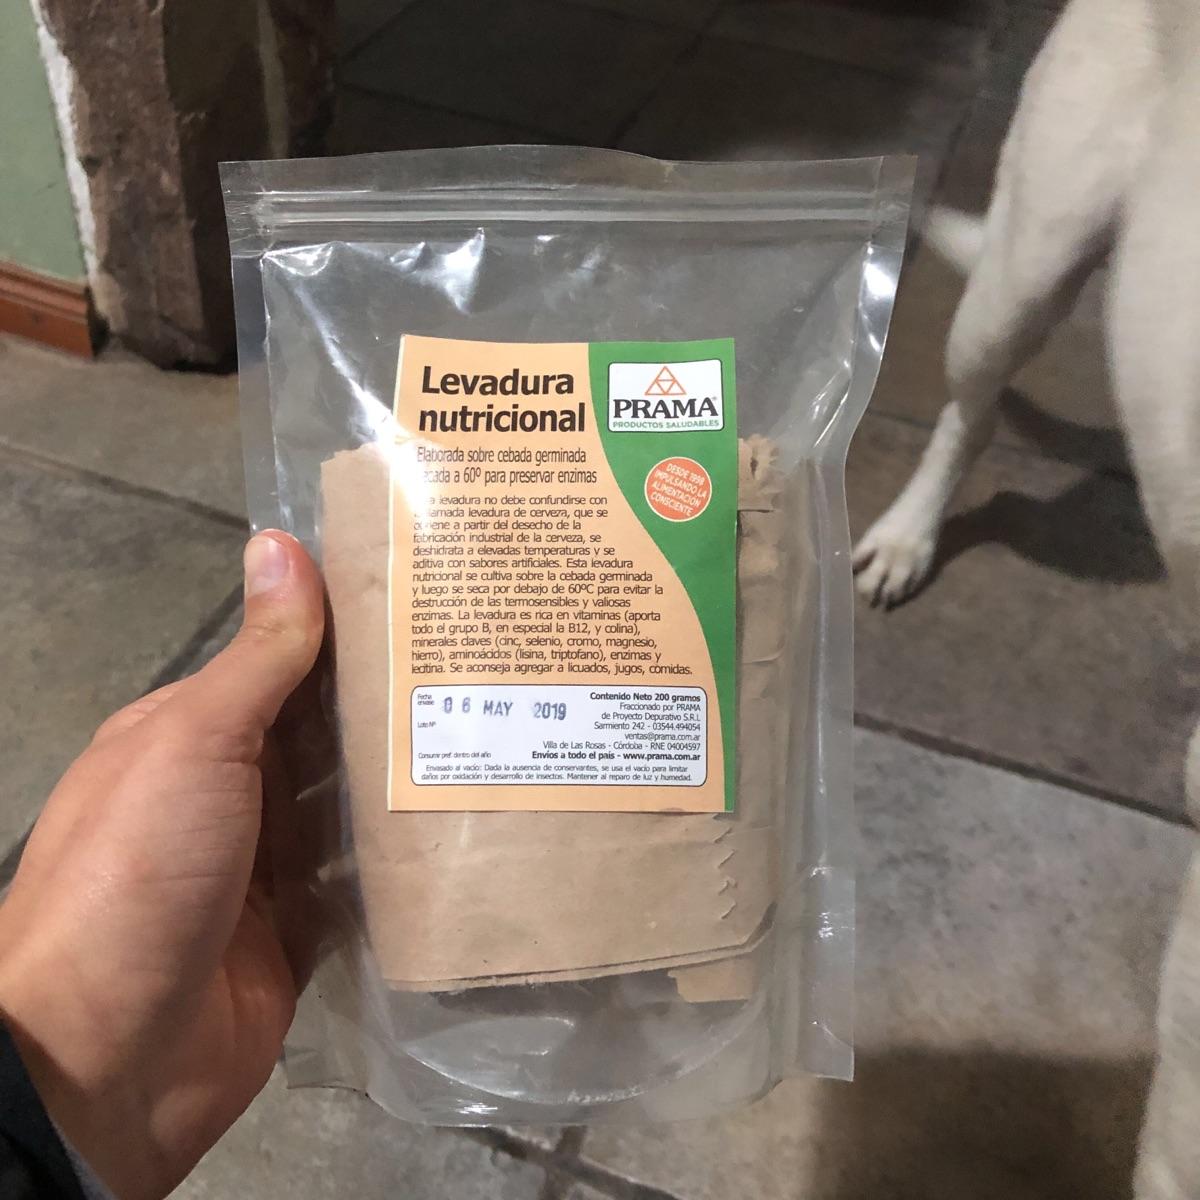 Levadura
nutricional
PRAMA
PRODUCTOS SALUDABLES
DESDE 1998
IMPULSANDO LA
ALIMENTACIÓN
CONSCIENTE
Elaborada sobre cebada germinada
a 60º para preservar enzimas
levadura no debe confundirse con
llamada levadura de cerveza, que se
a partir del desecho de la
fabricación industrial de la cerveza, se
deshidrata a elevadas temperaturas y se
aditiva con sabores artificiales. Esta levadura
nutricional se cultiva sobre la cebada germinada
y luego se seca por debajo de 60ºC para evitar la
destrucción de las termosensibles y valiosas
enzimas. La levadura es rica en vitaminas (aporta
todo el grupo B, en especial la B12, y colina),
minerales claves (cinc, selenio, cromo, magnesio,
hierro), aminoácidos (lisina, triptofano), enzimas y
lecitina. Se aconseja agregar a licuados, jugos, comidas.
Fecha
envase
06 MAY 2019
Lote Nº
Consumir pref. dentro del año
Contenido Neto 200 gramos
Fraccionado por PRAMA
de Proyecto Depurativo S.R.L
Sarmiento 242 - 03544.494054
ventas@prama.com.ar
Villa de Las Rosas - Córdoba - RNE 04004597
Envíos a todo el país - www.prama.com.ar
Envasado al vacío: Dada la ausencia de conservantes, se usa el vacío para limitar
daños por oxidación y desarrollo de insectos. Mantener al reparo de luz y humedad.